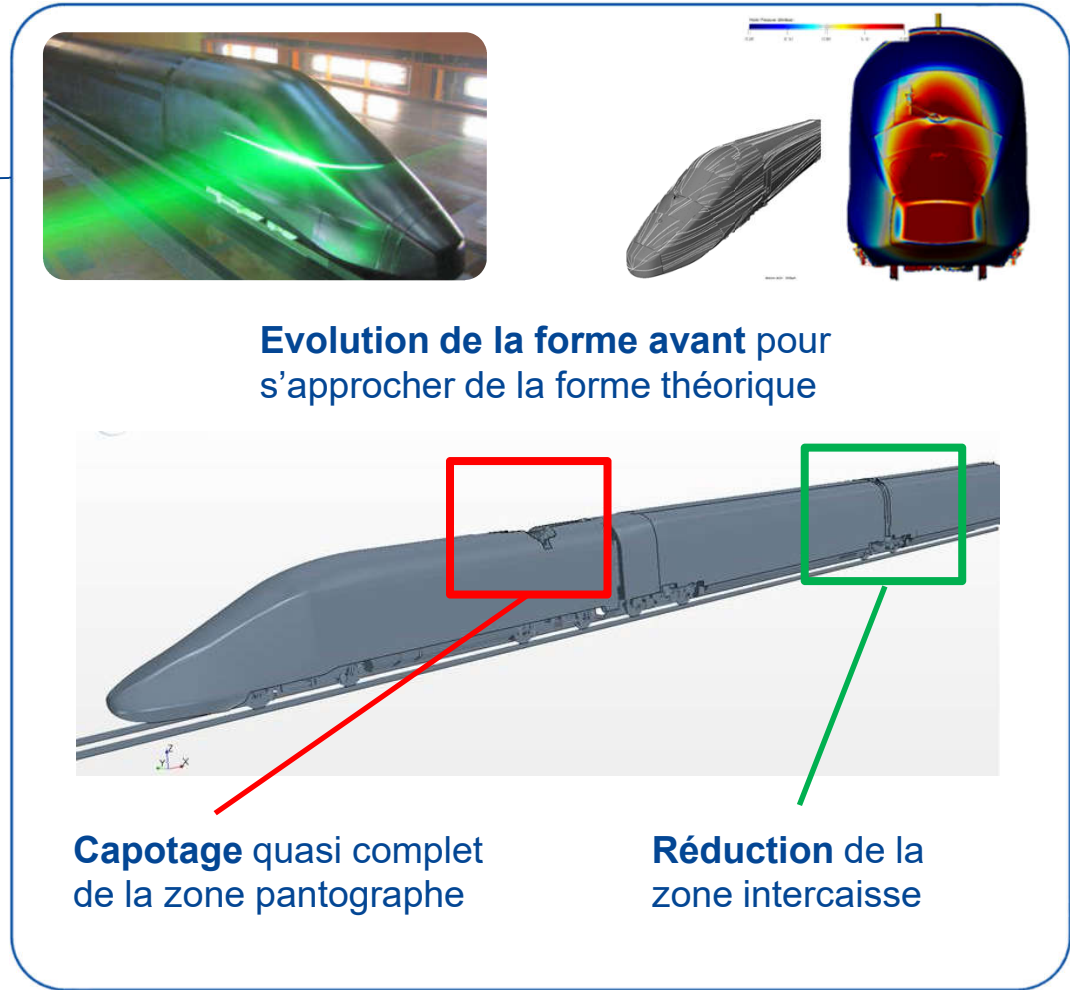 Evolution de la forme avant pour
s’approcher de la forme théorique
Z
Y
X
Capotage quasi complet
de la zone pantographe
Réduction de la
zone intercaisse